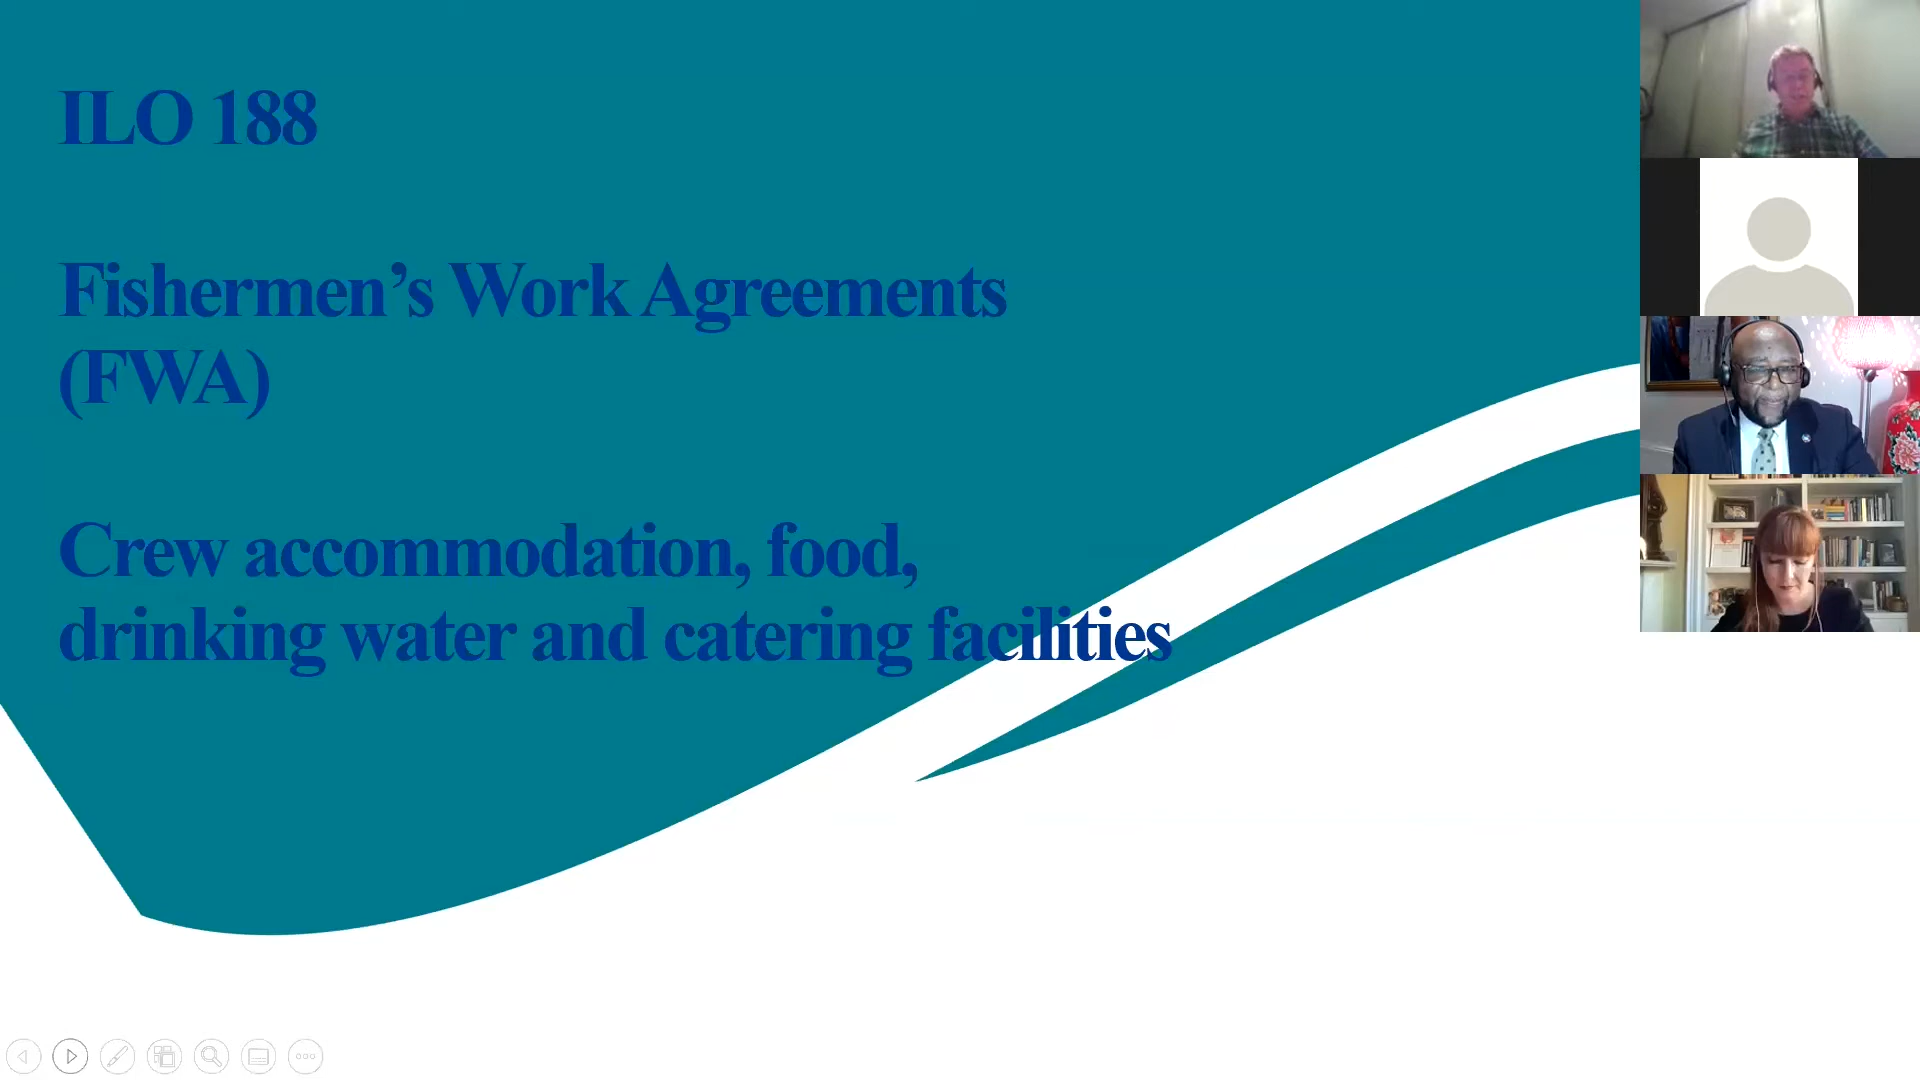 ILO 188
Fishermen’s Work Agreements
(FWA)
Crew accommodation, food,
drinking water and catering facilities